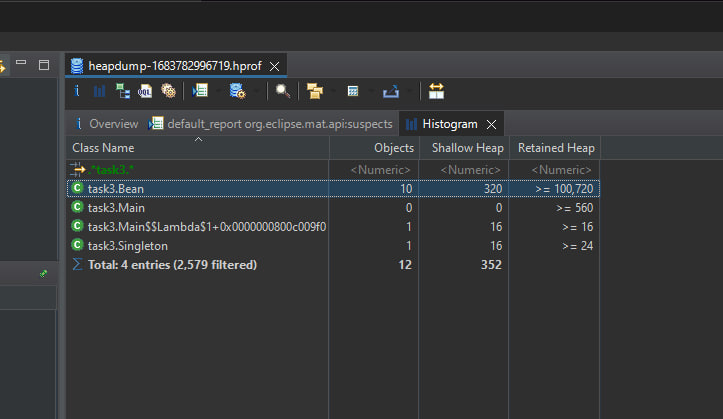 heapdump-1683782996719.hprof
i OQL
i Overview default_report org.eclipse.mat.api:suspects Histogram
Class Name Objects Shallow Heap Retained Heap
.*task3.* <Numeric> <Numeric> <Numeric>
C task3.Bean 10 320 >= 100,720
C task3.Main 0 0 >= 560
C task3.Main$$Lambda$1+0x0000000800c009f0 1 16 >= 16
C task3.Singleton 1 16 >= 24
Σ Total: 4 entries (2,579 filtered) 12 352